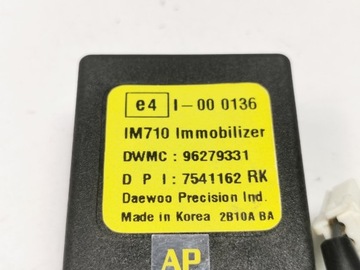 e4 I-00 0136
IM710 Immobilizer
DWMC : 96279331
D P I : 7541162 RK
Daewoo Precision Ind.
Made in Korea 2B10A BA
AP